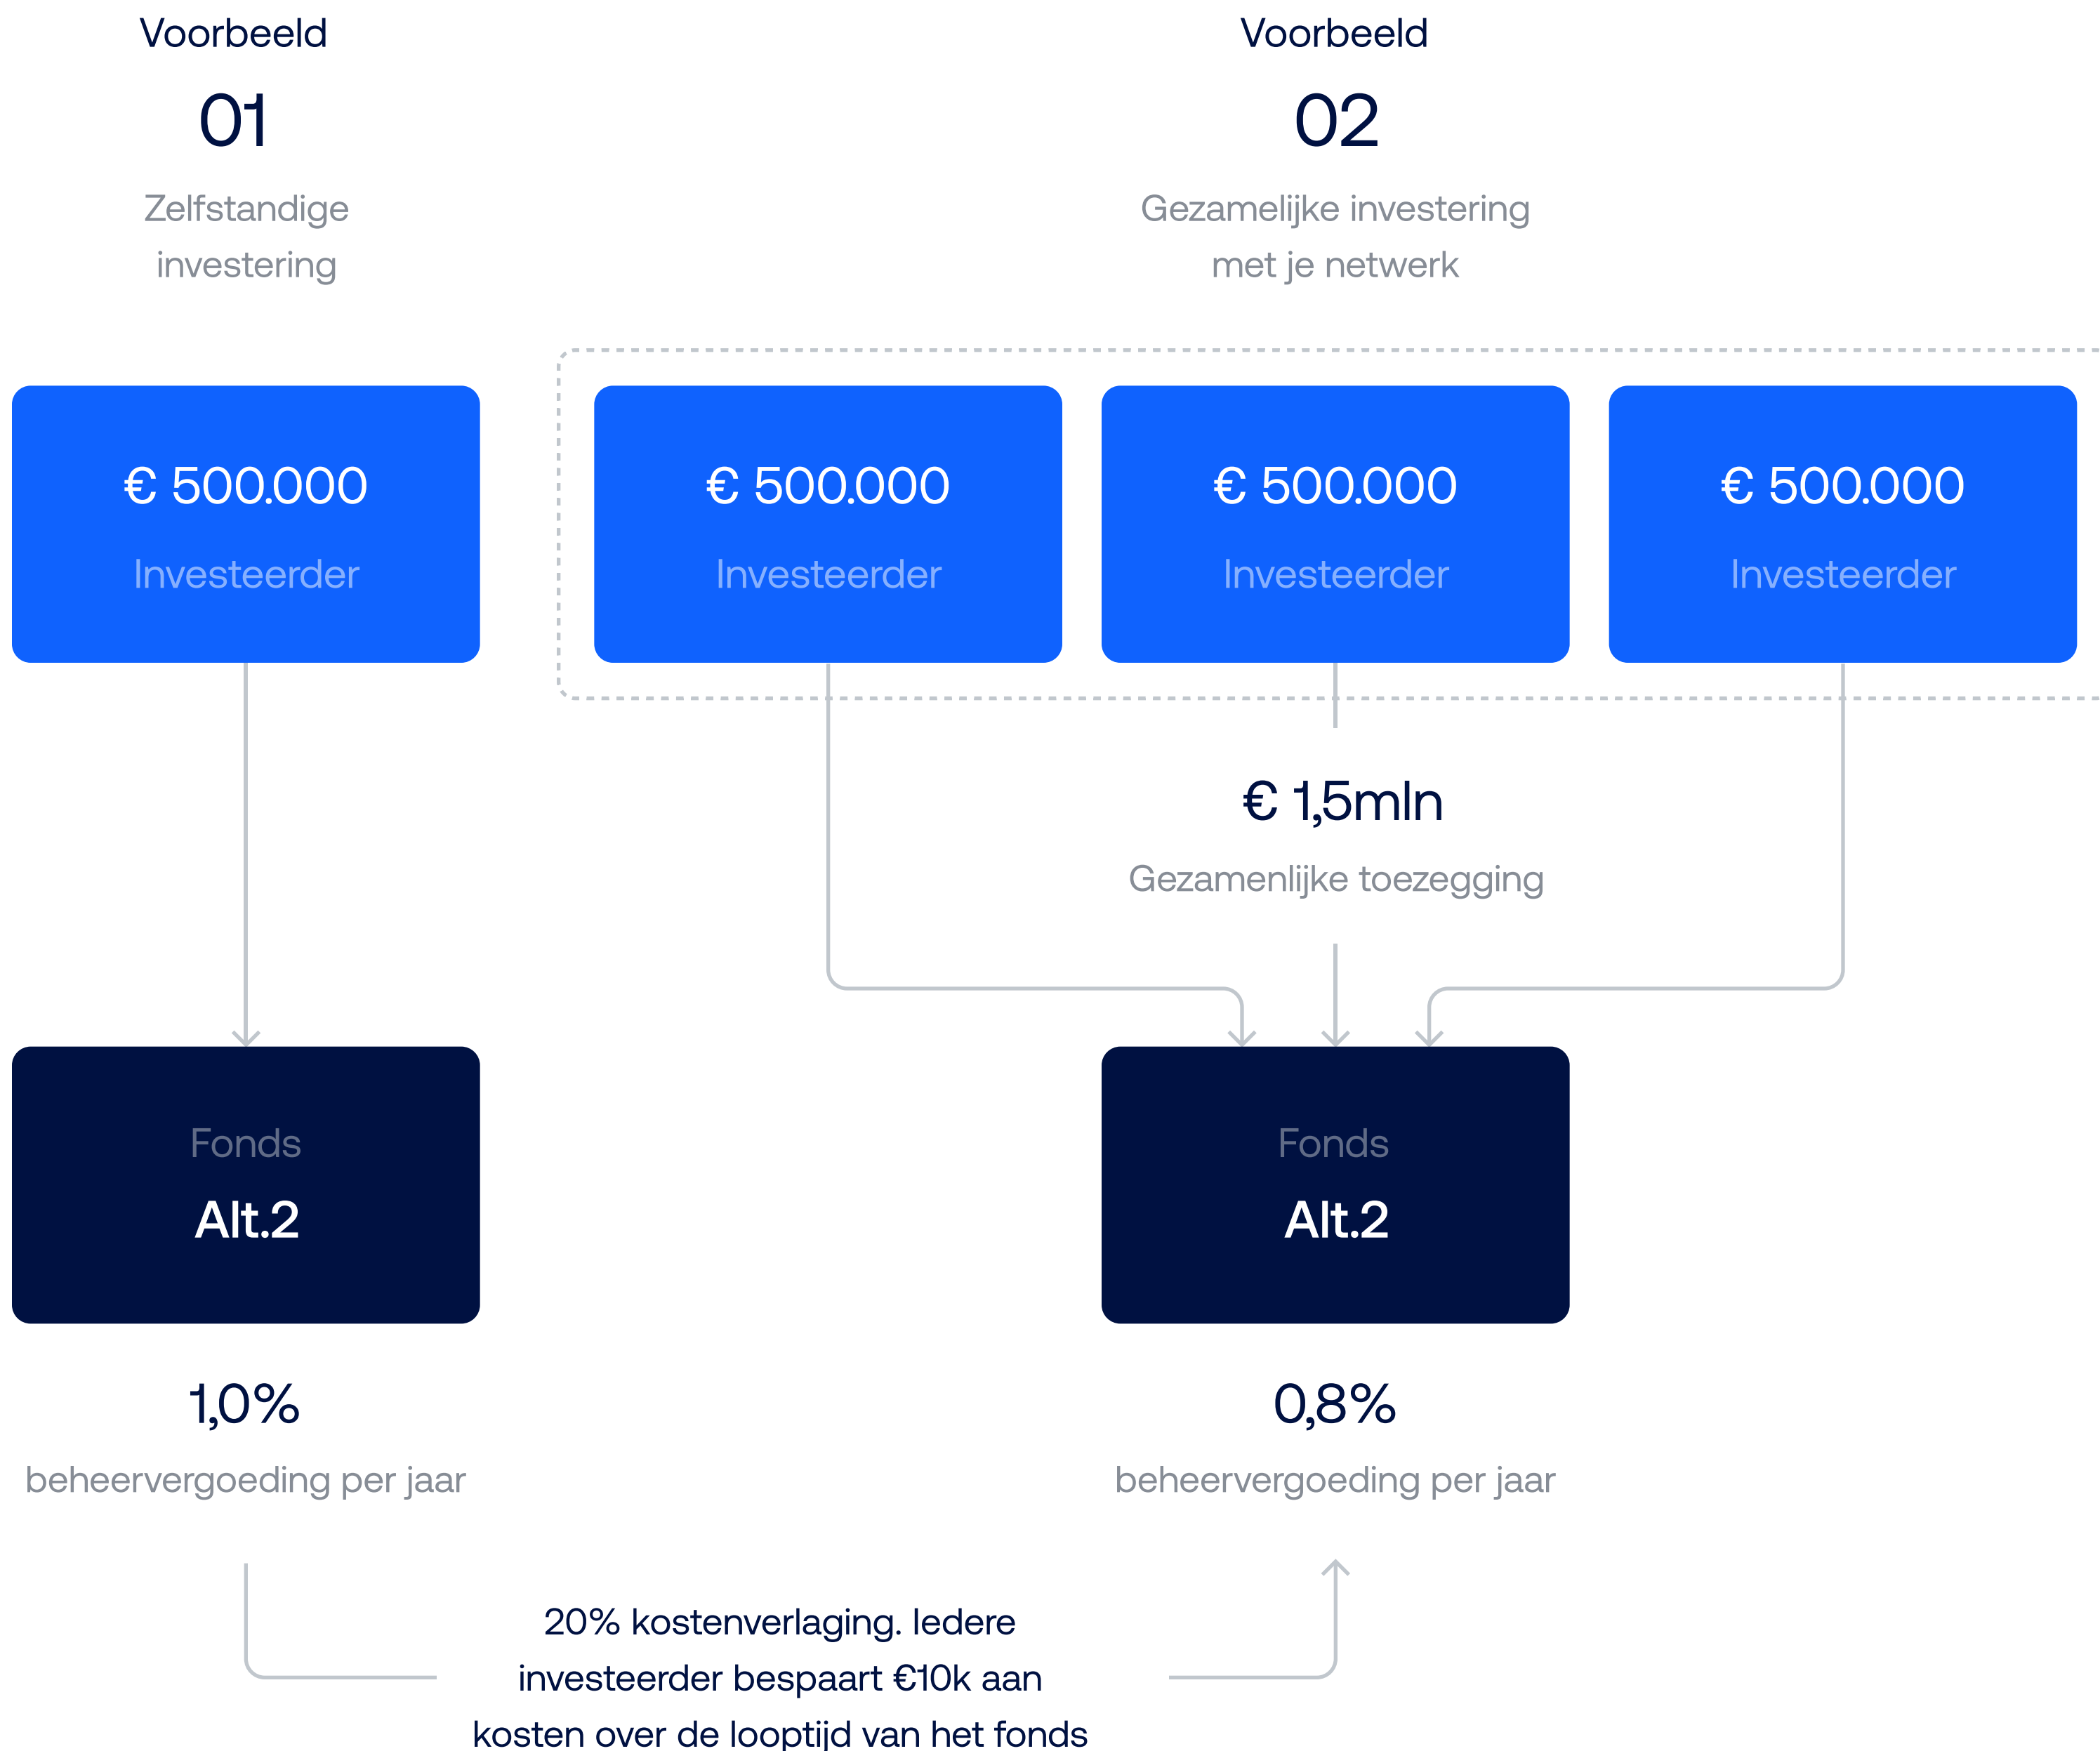 Voorbeeld
01
Zelfstandige
investering
Voorbeeld
02
Gezamelijke investering
met je netwerk
€ 500.000
Investeerder
€ 500.000
Investeerder
€ 500.000
Investeerder
€ 500.000
Investeerder
€ 1,5mln
Gezamenlijke toezegging
Fonds
Alt.2
Fonds
Alt.2
1,0%
beheervergoeding per jaar
0,8%
beheervergoeding per jaar
20% kostenverlaging. Iedere
investeerder bespaart €10k aan
kosten over de looptijd van het fonds